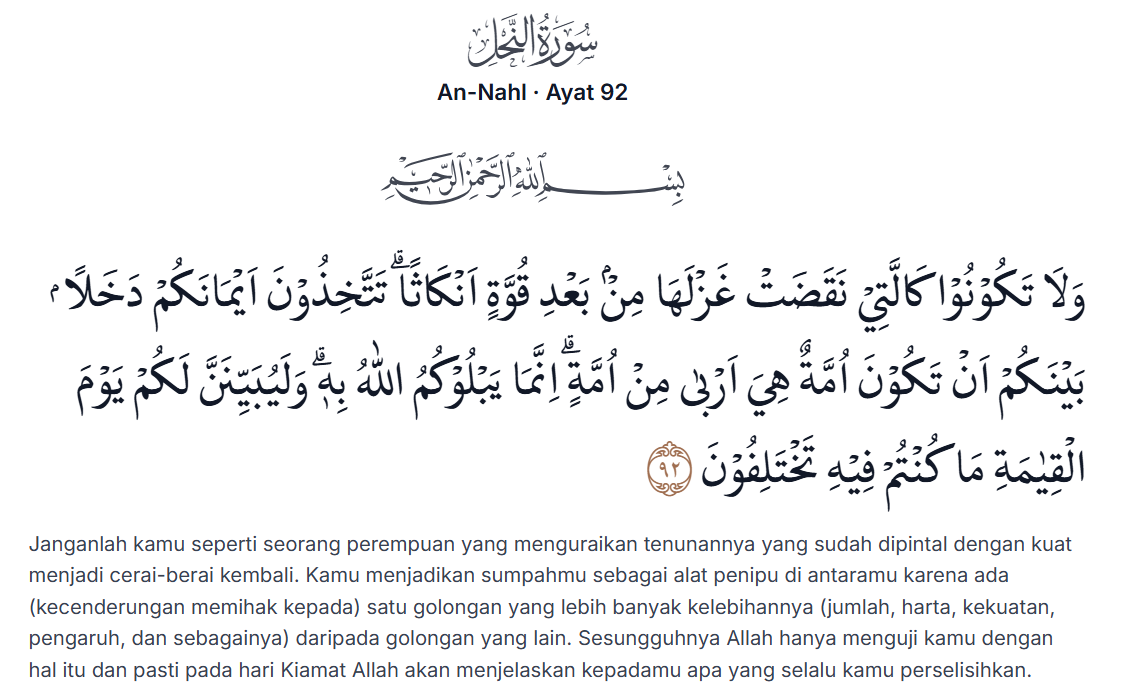 سُوْرَةُ النَّحْلِ
An-Nahl · Ayat 92
بِسْمِ اللّٰهِ الرَّحْمٰنِ الرَّحِيْمِ
وَلَا تَكُوْنُوْا كَالَّتِيْ نَقَضَتْ غَزْلَهَا مِنْۢ بَعْدِ قُوَّةٍ اَنْكَاثًاۗ تَتَّخِذُوْنَ اَيْمَانَكُمْ دَخَلًا ۢ
بَيْنَكُمْ اَنْ تَكُوْنَ اُمَّةٌ هِيَ اَرْبٰى مِنْ اُمَّةٍۗ اِنَّمَا يَبْلُوْكُمُ اللّٰهُ بِهٖۗ وَلَيُبَيِّنَنَّ لَكُمْ يَوْمَ
الْقِيٰمَةِ مَا كُنْتُمْ فِيْهِ تَخْتَلِفُوْنَ ٩٢
Janganlah kamu seperti seorang perempuan yang menguraikan tenunannya yang sudah dipintal dengan kuat
menjadi cerai-berai kembali. Kamu menjadikan sumpahmu sebagai alat penipu di antaramu karena ada
(kecenderungan memihak kepada) satu golongan yang lebih banyak kelebihannya (jumlah, harta, kekuatan,
pengaruh, dan sebagainya) daripada golongan yang lain. Sesungguhnya Allah hanya menguji kamu dengan
hal itu dan pasti pada hari Kiamat Allah akan menjelaskan kepadamu apa yang selalu kamu perselisihkan.